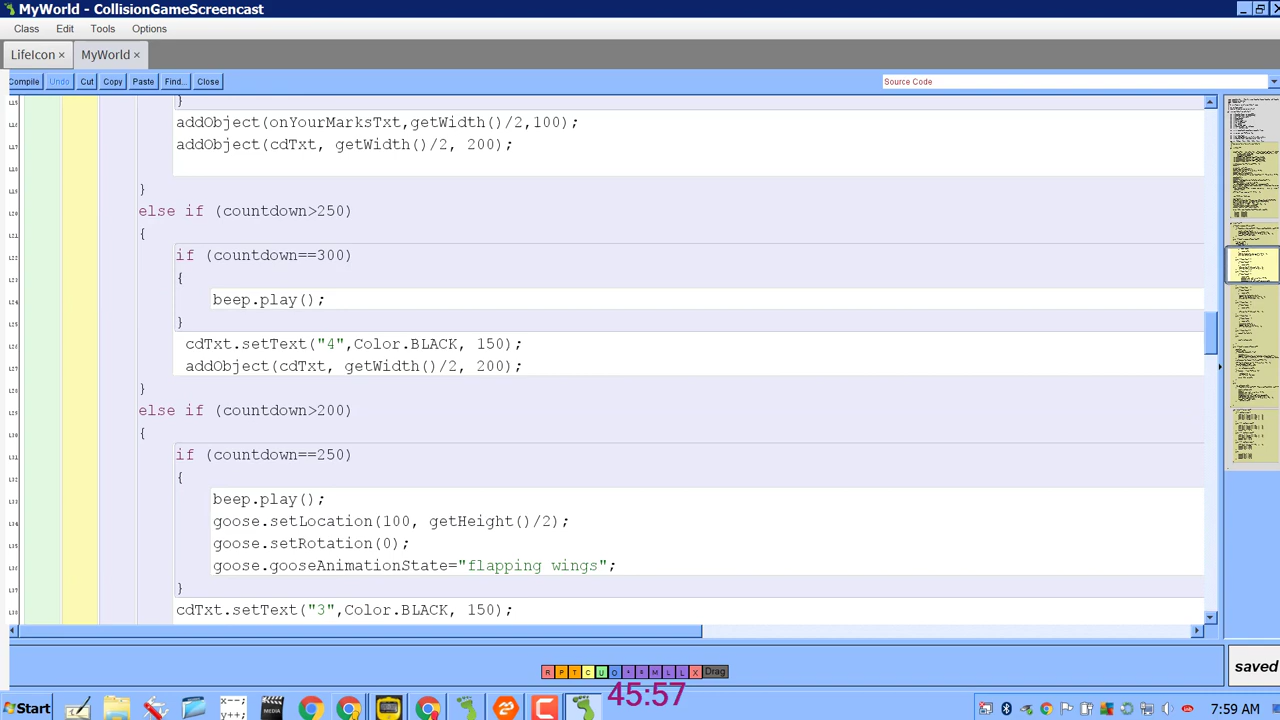 MyWorld - CollisionGameScreencast
Class Edit Tools Options
LifeIcon × MyWorld ×
Compile Undo Cut Copy Paste Find... Close Source Code
}
addObject(onYourMarksTxt,getWidth()/2,100);
addObject(cdTxt, getWidth()/2, 200);
}
else if (countdown>250)
{
if (countdown==300)
{
beep.play();
}
cdTxt.setText("4",Color.BLACK, 150);
addObject(cdTxt, getWidth()/2, 200);
}
else if (countdown>200)
{
if (countdown==250)
{
beep.play();
goose.setLocation(100, getHeight()/2);
goose.setRotation(0);
goose.gooseAnimationState="flapping wings";
}
cdTxt.setText("3",Color.BLACK, 150);
saved
R P T C U O M L L X Drag
45:57
Start x--; y++; MEDIA 7:59 AM